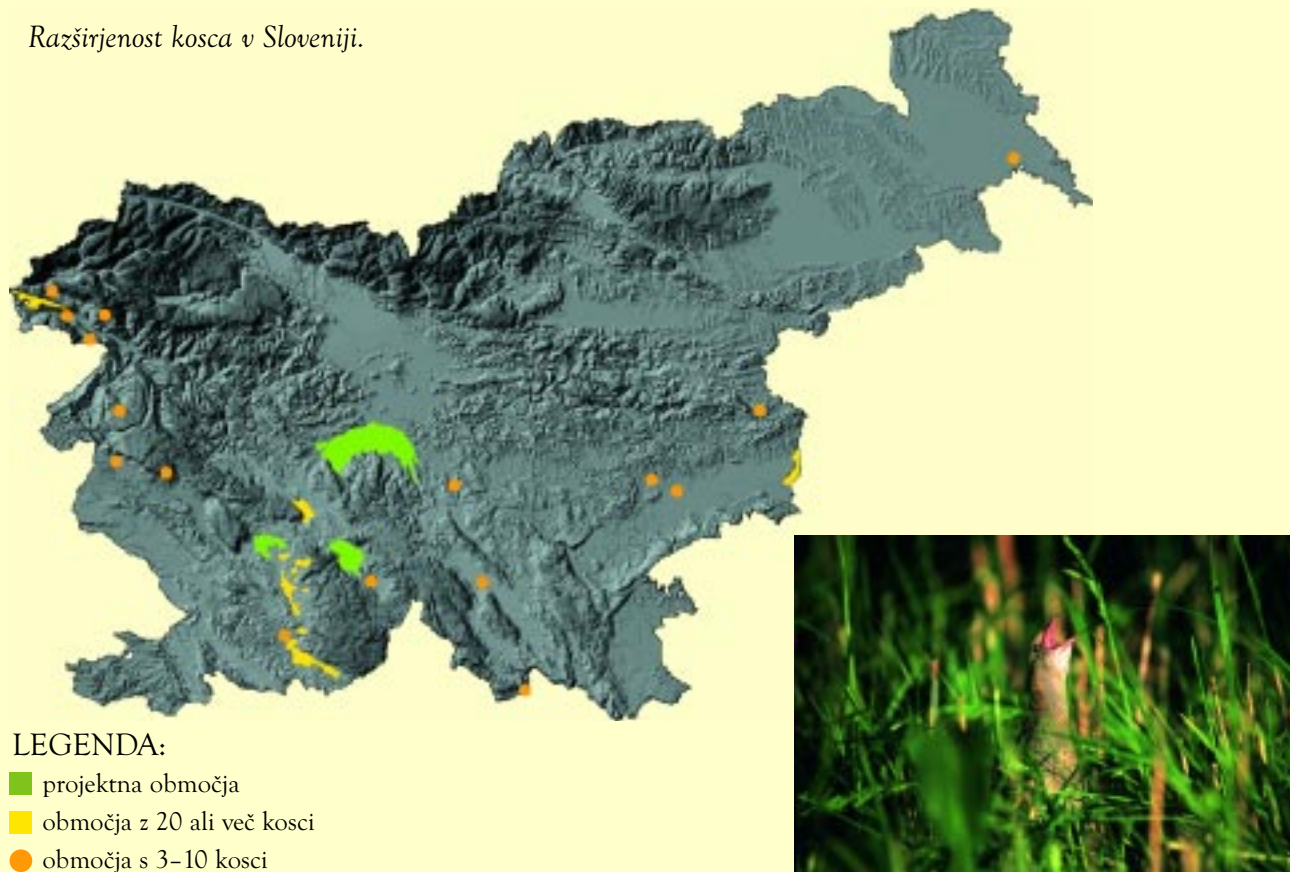 Razširjenost kosca v Sloveniji.
LEGENDA:
projektna območja
območja z 20 ali več kosci
območja s 3–10 kosci